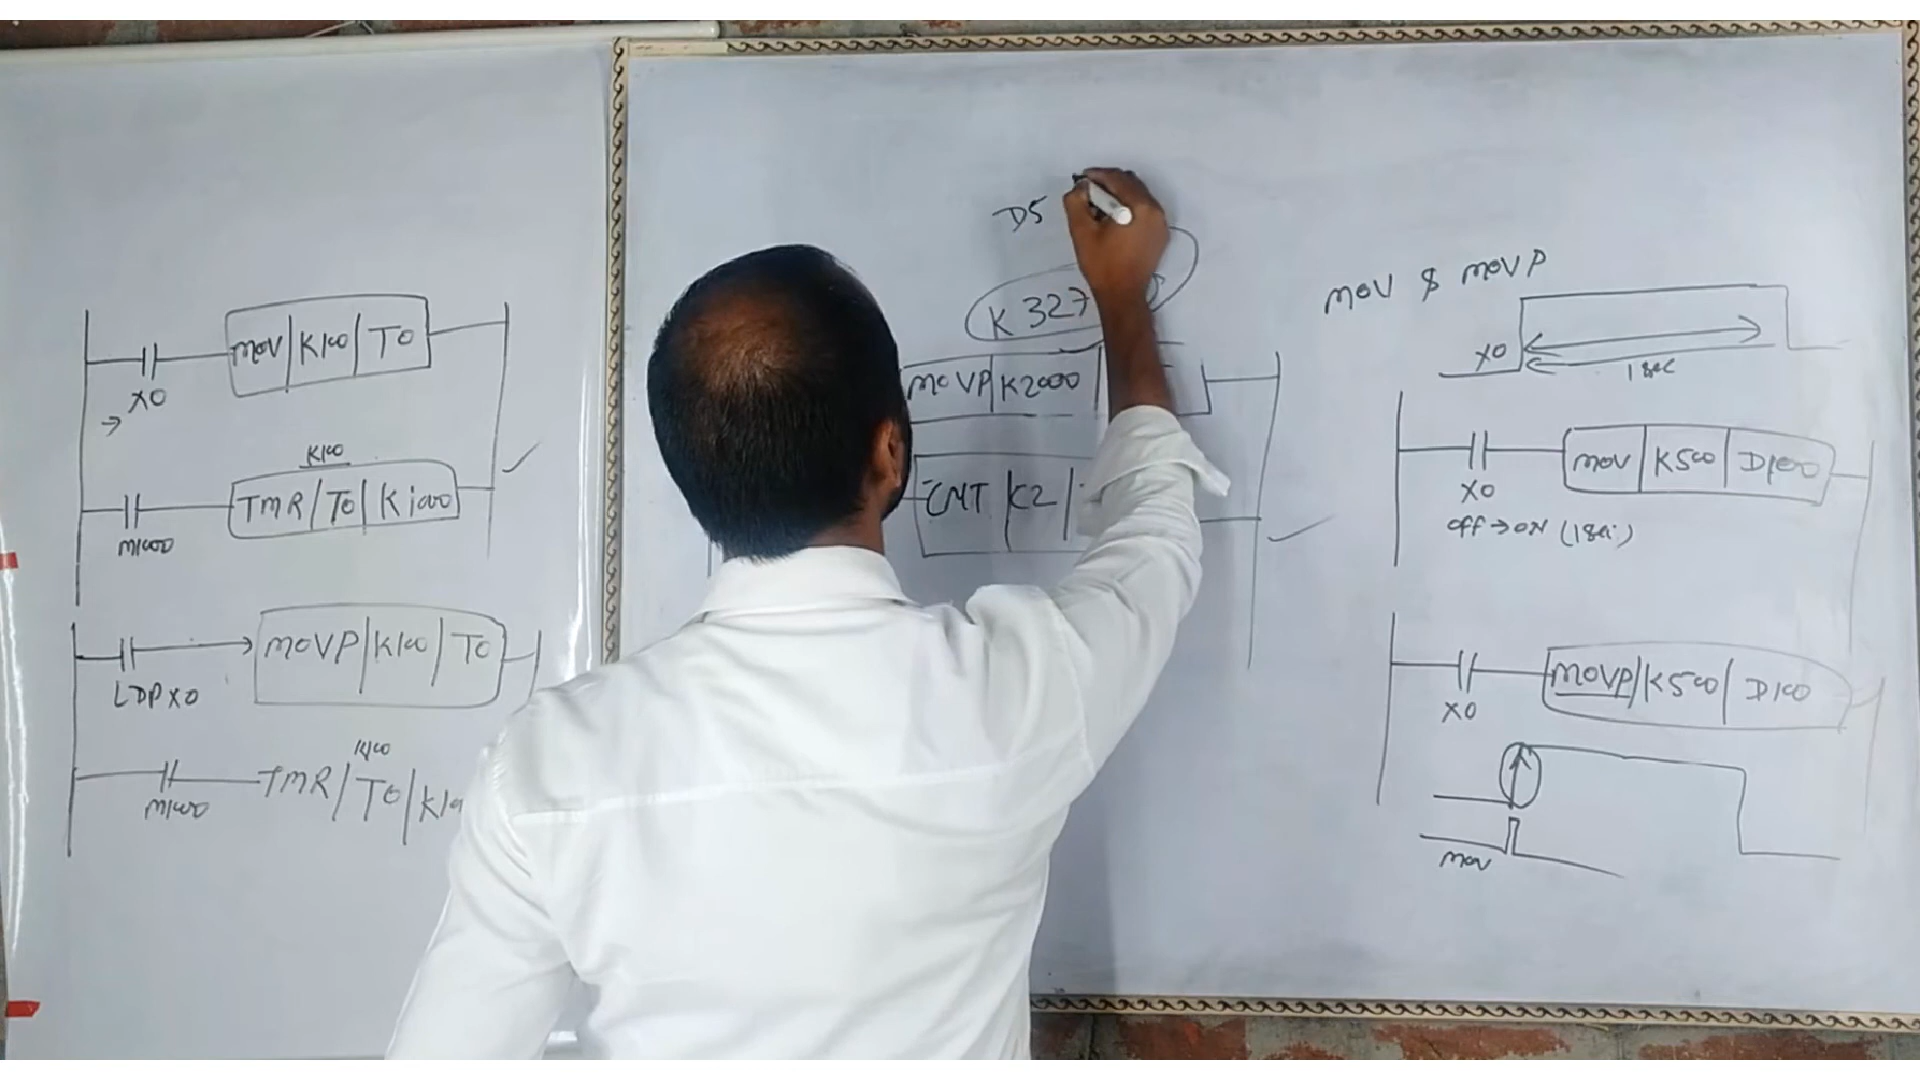 MOV | K100 | T0
X0
K100
TMR | T0 | K1000
M1000
MOVP | K100 | T0
LDP X0
K100
TMR | T0 |
M1000
D5
K 327
MOVP | K2000 |
CNT | C2 |
MOV & MOVP
X0
1 sec
MOV | K500 | D100
X0
OFF → ON (1 sec)
MOVP | K500 | D100
X0
MOV